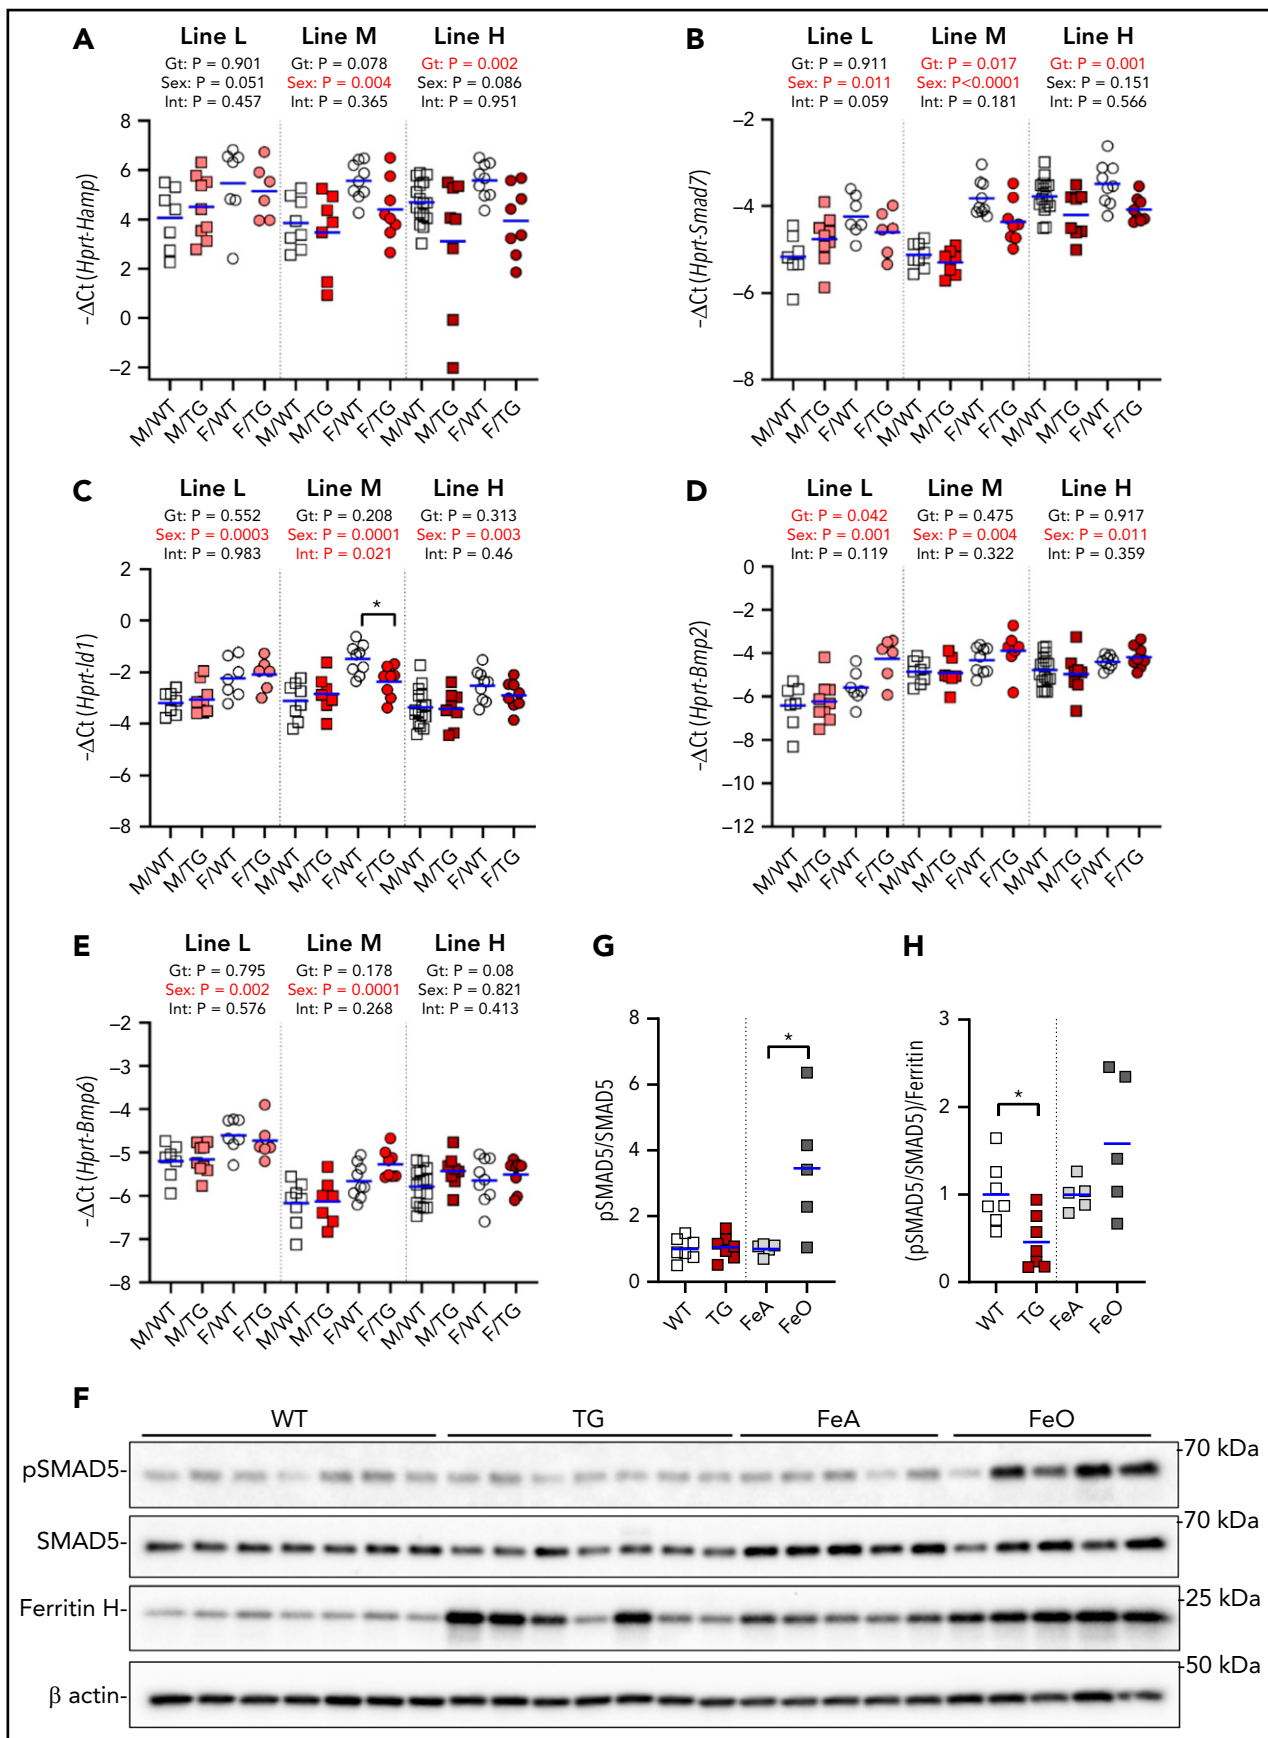 A
Line L
Line M
Line H
Gt: P = 0.901
Gt: P = 0.078
Gt: P = 0.002
Sex: P = 0.051
Sex: P = 0.004
Sex: P = 0.086
Int: P = 0.457
Int: P = 0.365
Int: P = 0.951
-ΔCt (Hprt-Hamp)
8
6
4
2
0
–2
M/WT
M/TG
F/WT
F/TG
M/WT
M/TG
F/WT
F/TG
M/WT
M/TG
F/WT
F/TG
B
Line L
Line M
Line H
Gt: P = 0.911
Gt: P = 0.017
Gt: P = 0.001
Sex: P = 0.011
Sex: P<0.0001
Sex: P = 0.151
Int: P = 0.059
Int: P = 0.181
Int: P = 0.566
-ΔCt (Hprt-Smad7)
–2
–4
–6
–8
M/WT
M/TG
F/WT
F/TG
M/WT
M/TG
F/WT
F/TG
M/WT
M/TG
F/WT
F/TG
C
Line L
Line M
Line H
Gt: P = 0.552
Gt: P = 0.208
Gt: P = 0.313
Sex: P = 0.0003
Sex: P = 0.0001
Sex: P = 0.003
Int: P = 0.983
Int: P = 0.021
Int: P = 0.46
-ΔCt (Hprt-Id1)
2
0
–2
–4
–6
–8
*
M/WT
M/TG
F/WT
F/TG
M/WT
M/TG
F/WT
F/TG
M/WT
M/TG
F/WT
F/TG
D
Line L
Line M
Line H
Gt: P = 0.042
Gt: P = 0.475
Gt: P = 0.917
Sex: P = 0.001
Sex: P = 0.004
Sex: P = 0.011
Int: P = 0.119
Int: P = 0.322
Int: P = 0.359
-ΔCt (Hprt-Bmp2)
0
–2
–4
–6
–8
–10
–12
M/WT
M/TG
F/WT
F/TG
M/WT
M/TG
F/WT
F/TG
M/WT
M/TG
F/WT
F/TG
E
Line L
Line M
Line H
Gt: P = 0.795
Gt: P = 0.178
Gt: P = 0.08
Sex: P = 0.002
Sex: P = 0.0001
Sex: P = 0.821
Int: P = 0.576
Int: P = 0.268
Int: P = 0.413
-ΔCt (Hprt-Bmp6)
–2
–3
–4
–5
–6
–7
–8
M/WT
M/TG
F/WT
F/TG
M/WT
M/TG
F/WT
F/TG
M/WT
M/TG
F/WT
F/TG
G
pSMAD5/SMAD5
8
6
4
2
0
*
WT
TG
FeA
FeO
H
(pSMAD5/SMAD5)/Ferritin
3
2
1
0
*
WT
TG
FeA
FeO
F
WT
TG
FeA
FeO
pSMAD5-
-70 kDa
SMAD5-
-70 kDa
Ferritin H-
-25 kDa
β actin-
-50 kDa